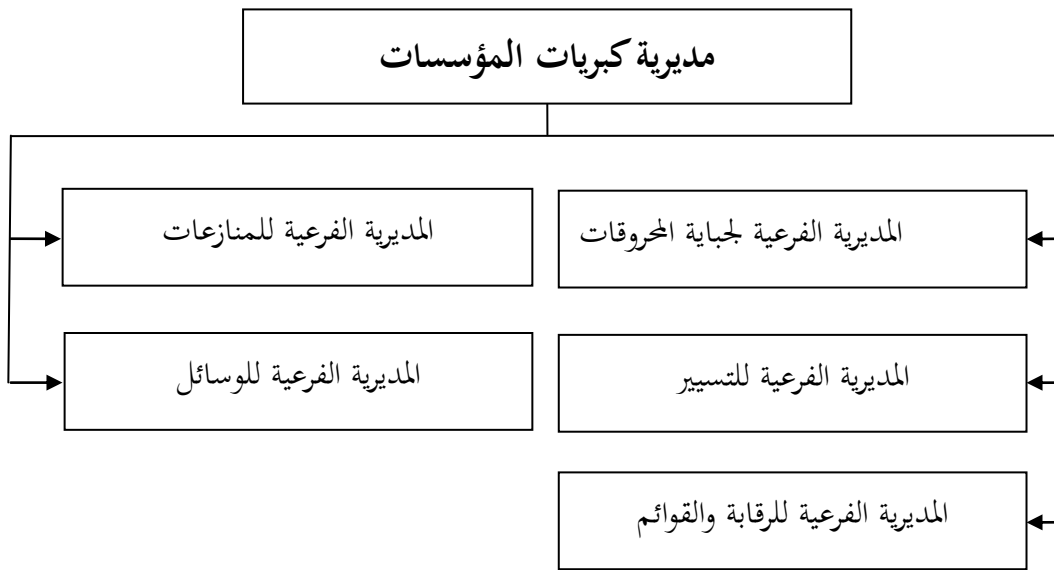 مديرية كبريات المؤسسات
المديرية الفرعية لجباية المحروقات
المديرية الفرعية للمنازعات
المديرية الفرعية للتسيير
المديرية الفرعية للوسائل
المديرية الفرعية للرقابة والقوائم